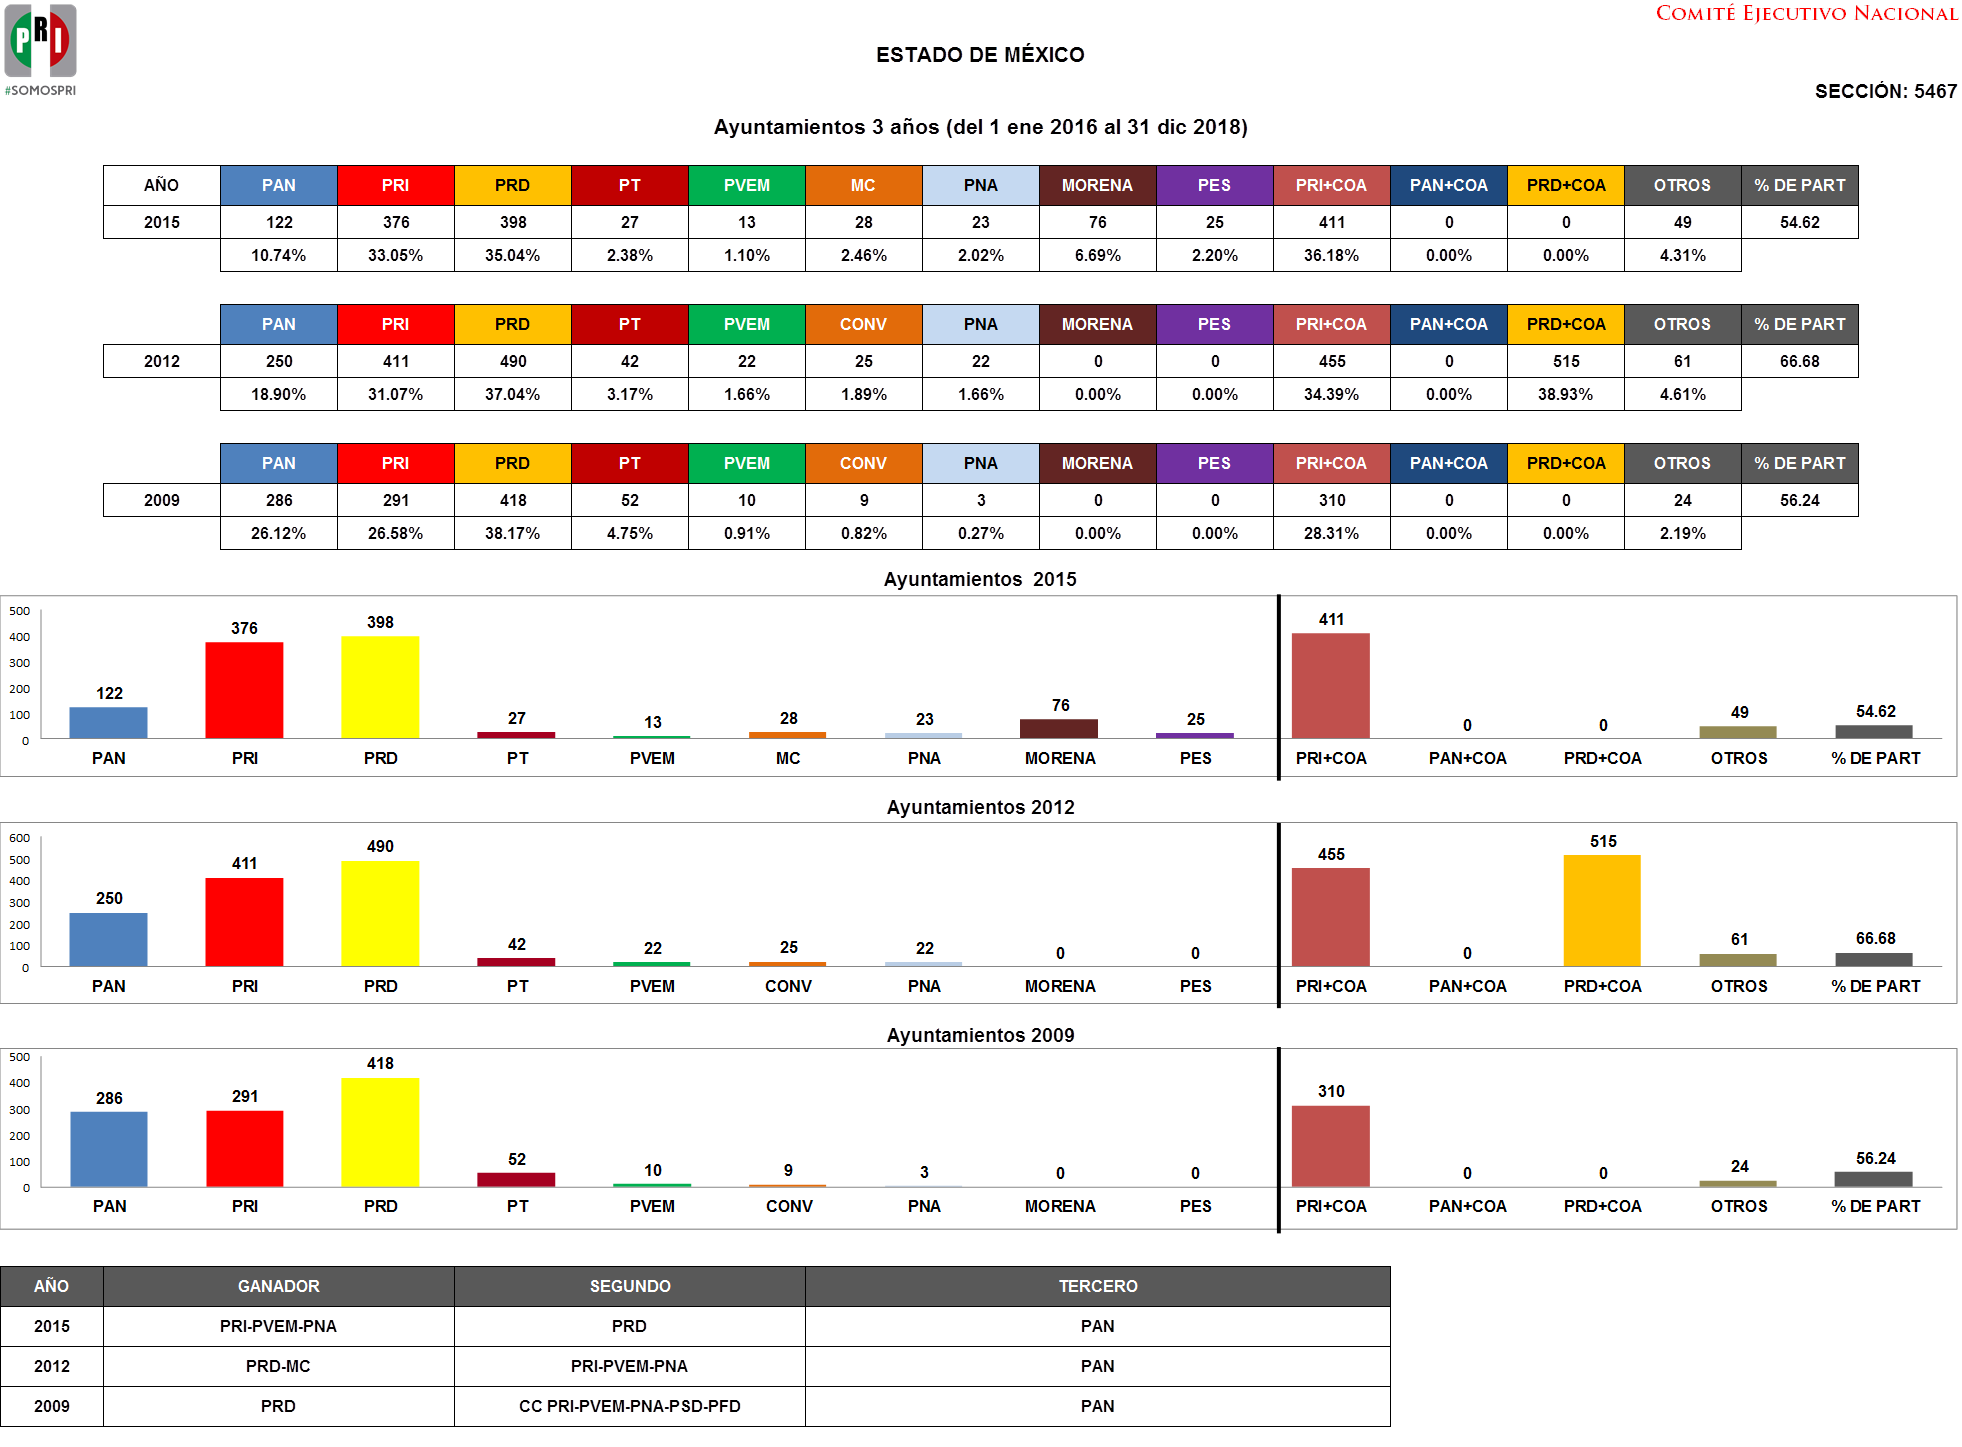 PRI
#SOMOSPRI
COMITÉ EJECUTIVO NACIONAL
ESTADO DE MÉXICO
SECCIÓN: 5467
Ayuntamientos 3 años (del 1 ene 2016 al 31 dic 2018)
AÑO PAN PRI PRD PT PVEM MC PNA MORENA PES PRI+COA PAN+COA PRD+COA OTROS % DE PART
2015 122 376 398 27 13 28 23 76 25 411 0 0 49 54.62
10.74% 33.05% 35.04% 2.38% 1.10% 2.46% 2.02% 6.69% 2.20% 36.18% 0.00% 0.00% 4.31%
PAN PRI PRD PT PVEM CONV PNA MORENA PES PRI+COA PAN+COA PRD+COA OTROS % DE PART
2012 250 411 490 42 22 25 22 0 0 455 0 515 61 66.68
18.90% 31.07% 37.04% 3.17% 1.66% 1.89% 1.66% 0.00% 0.00% 34.39% 0.00% 38.93% 4.61%
PAN PRI PRD PT PVEM CONV PNA MORENA PES PRI+COA PAN+COA PRD+COA OTROS % DE PART
2009 286 291 418 52 10 9 3 0 0 310 0 0 24 56.24
26.12% 26.58% 38.17% 4.75% 0.91% 0.82% 0.27% 0.00% 0.00% 28.31% 0.00% 0.00% 2.19%
Ayuntamientos 2015
500
400
300
200
100
0
122 376 398 27 13 28 23 76 25 411 0 0 49 54.62
PAN PRI PRD PT PVEM MC PNA MORENA PES PRI+COA PAN+COA PRD+COA OTROS % DE PART
Ayuntamientos 2012
600
500
400
300
200
100
0
250 411 490 42 22 25 22 0 0 455 0 515 61 66.68
PAN PRI PRD PT PVEM CONV PNA MORENA PES PRI+COA PAN+COA PRD+COA OTROS % DE PART
Ayuntamientos 2009
500
400
300
200
100
0
286 291 418 52 10 9 3 0 0 310 0 0 24 56.24
PAN PRI PRD PT PVEM CONV PNA MORENA PES PRI+COA PAN+COA PRD+COA OTROS % DE PART
AÑO GANADOR SEGUNDO TERCERO
2015 PRI-PVEM-PNA PRD PAN
2012 PRD-MC PRI-PVEM-PNA PAN
2009 PRD CC PRI-PVEM-PNA-PSD-PFD PAN